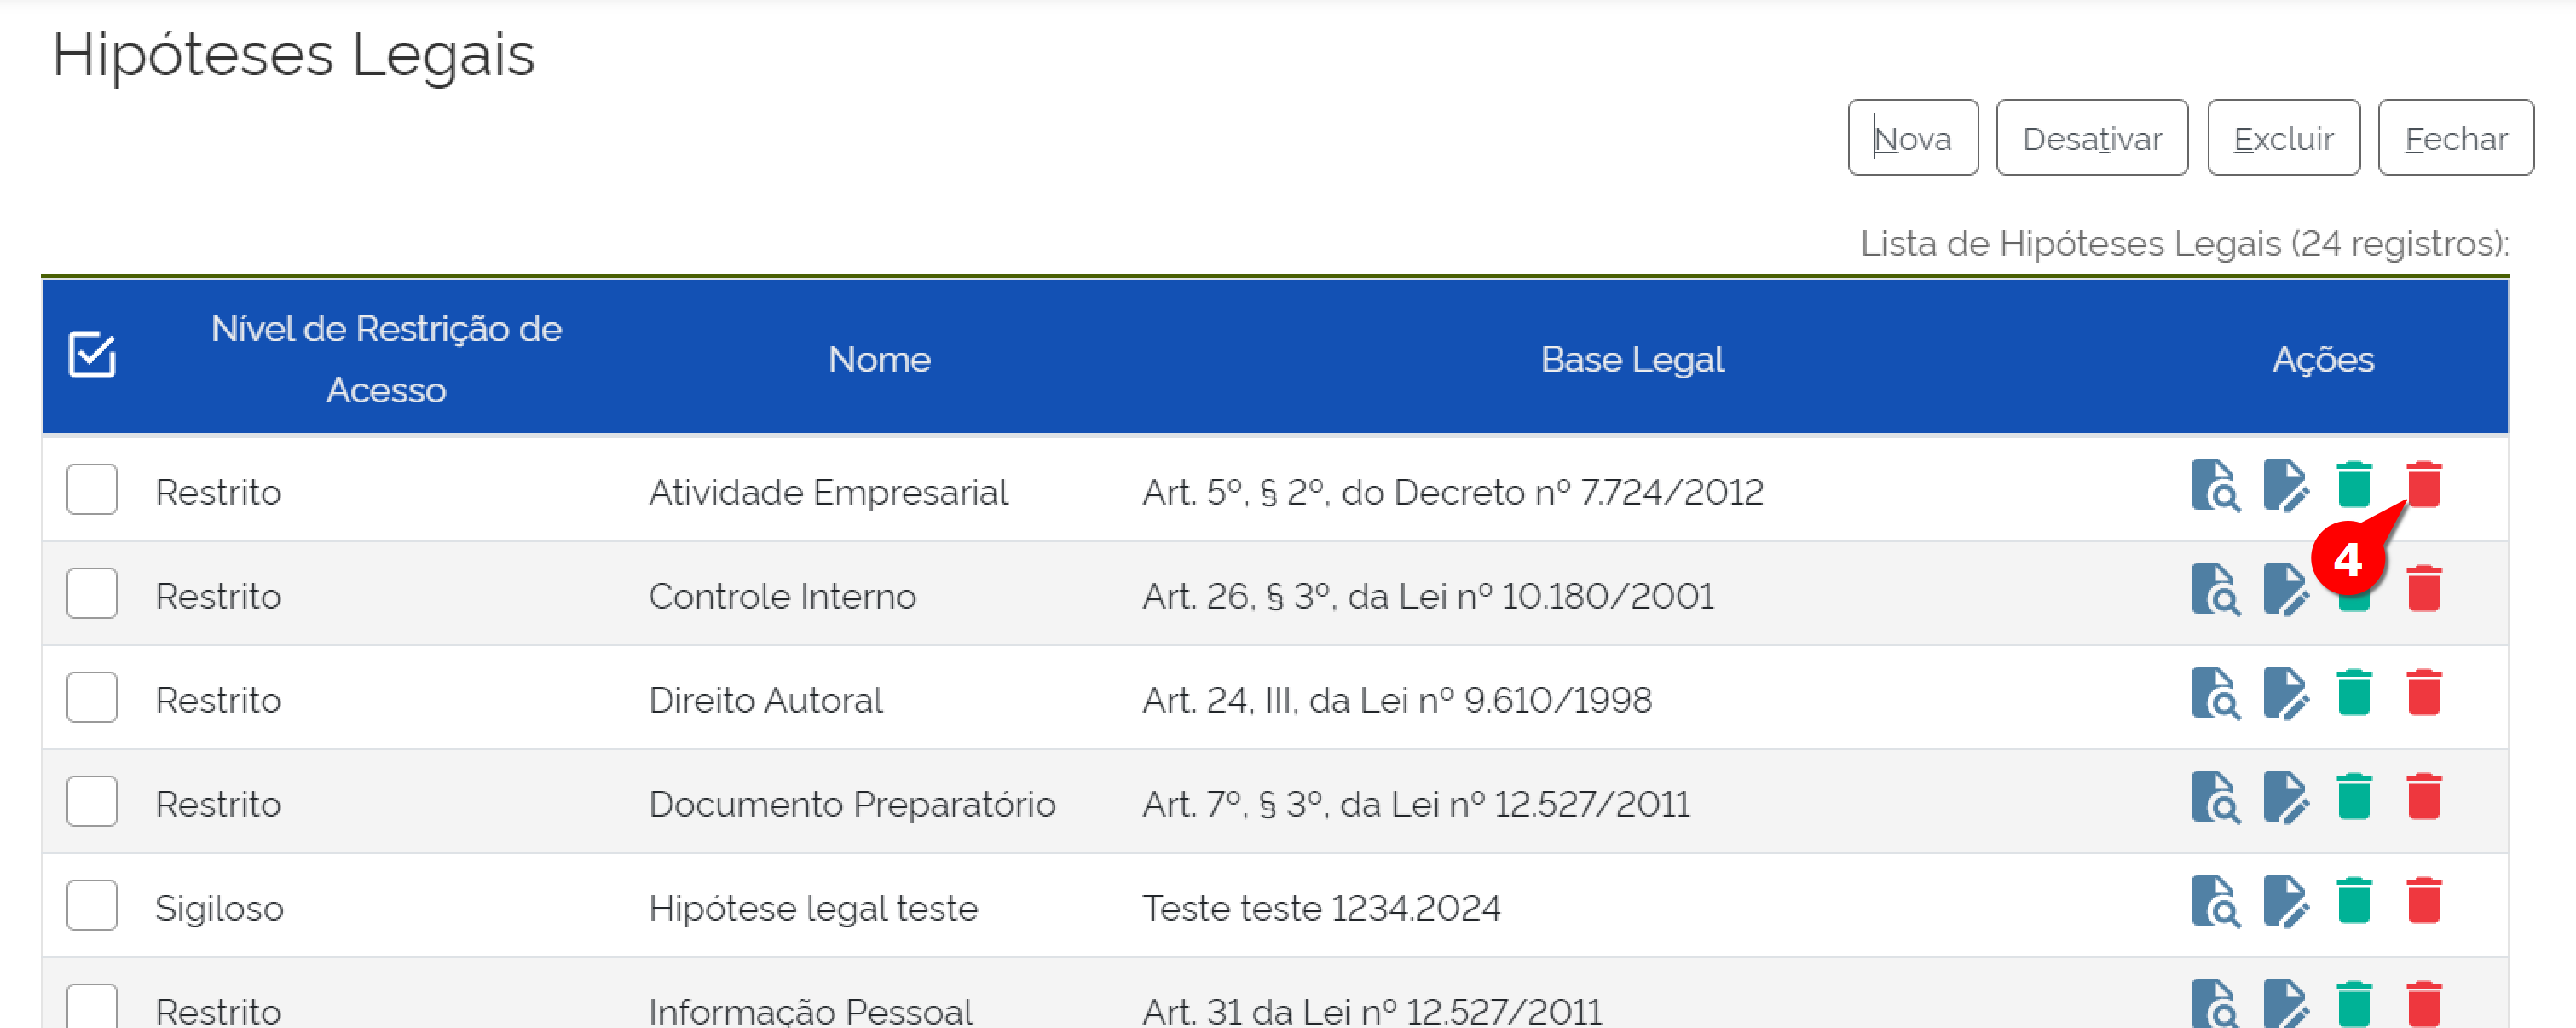 Hipóteses Legais
Nova Desativar Excluir Fechar
Lista de Hipóteses Legais (24 registros):
Nível de Restrição de
Acesso
Nome
Base Legal
Ações
Restrito Atividade Empresarial Art. 5º, § 2º, do Decreto nº 7.724/2012
4
Restrito Controle Interno Art. 26, § 3º, da Lei nº 10.180/2001
Restrito Direito Autoral Art. 24, III, da Lei nº 9.610/1998
Restrito Documento Preparatório Art. 7º, § 3º, da Lei nº 12.527/2011
Sigiloso Hipótese legal teste Teste teste 1234.2024
Restrito Informação Pessoal Art. 31 da Lei nº 12.527/2011